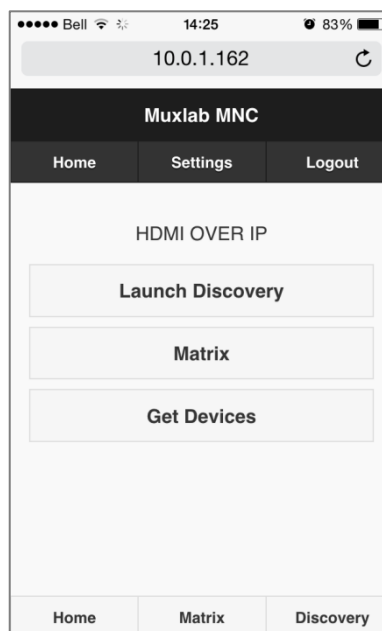 Bell 14:25 83%
10.0.1.162
Muxlab MNC
Home Settings Logout
HDMI OVER IP
Launch Discovery
Matrix
Get Devices
Home Matrix Discovery